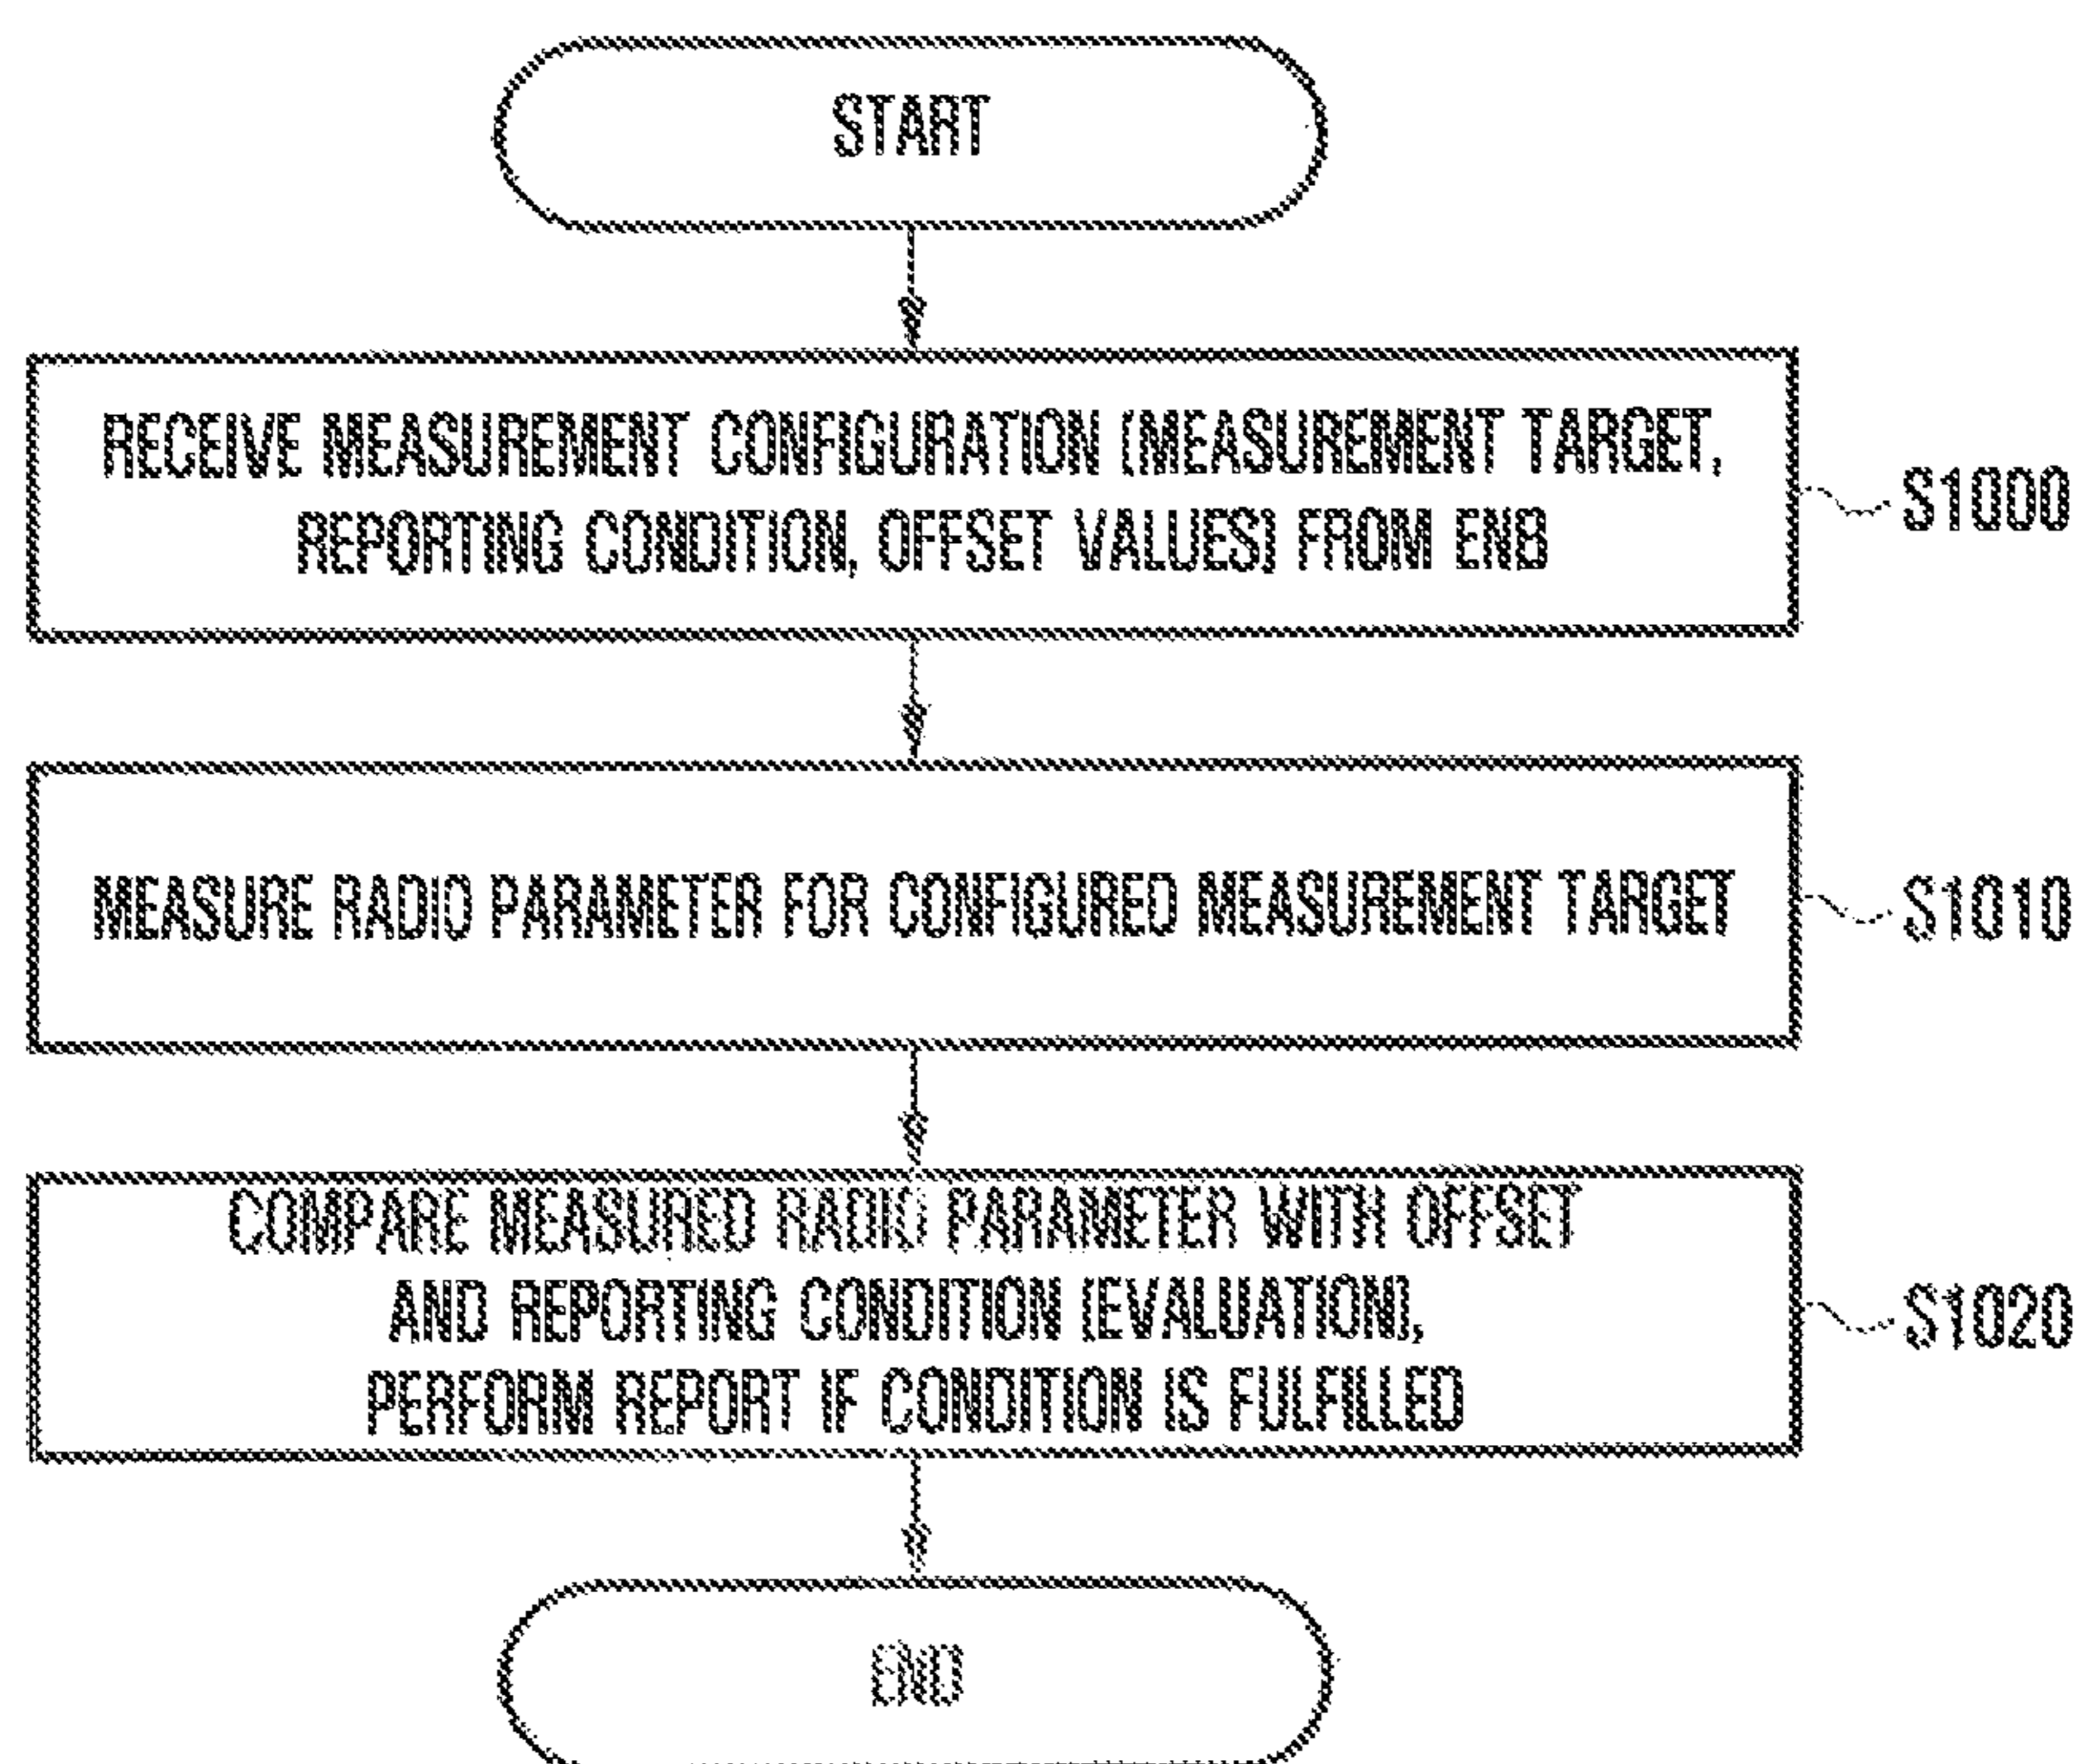 START
RECEIVE MEASUREMENT CONFIGURATION (MEASUREMENT TARGET,
REPORTING CONDITION, OFFSET VALUES) FROM ENB
S1000
MEASURE RADIO PARAMETER FOR CONFIGURED MEASUREMENT TARGET
S1010
COMPARE MEASURED RADIO PARAMETER WITH OFFSET
AND REPORTING CONDITION (EVALUATION),
PERFORM REPORT IF CONDITION IS FULFILLED
S1020
END